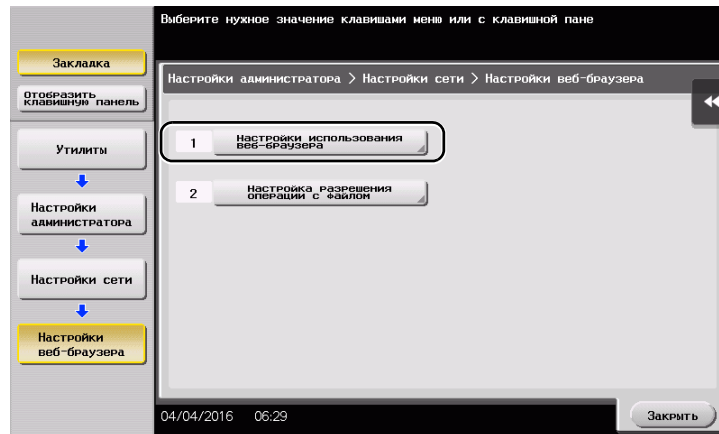 Выберите нужное значение клавишами меню или с клавишной пане
Закладка
Отобразить
клавишную панель
Настройки администратора > Настройки сети > Настройки веб-браузера
Утилиты
1 Настройки использования
веб-браузера
2 Настройка разрешения
операции с файлом
Настройки
администратора
Настройки сети
Настройки
веб-браузера
04/04/2016 06:29
Закрыть